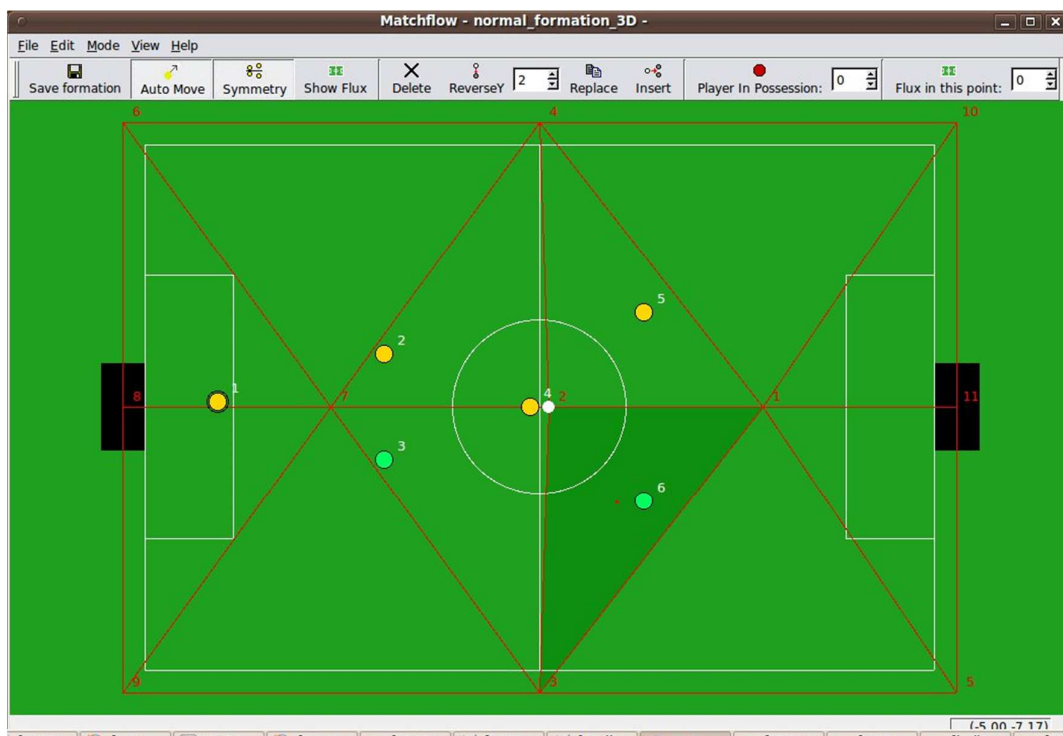 Matchflow - normal_formation_3D -
File Edit Mode View Help
Save formation Auto Move Symmetry Show Flux Delete ReverseY 2 Replace Insert Player In Possession: 0 Flux in this point: 0
6 4 10
5
2
1 8 7 4 2 1 11
3
6
9 3 5
(-5.00 -7.17)